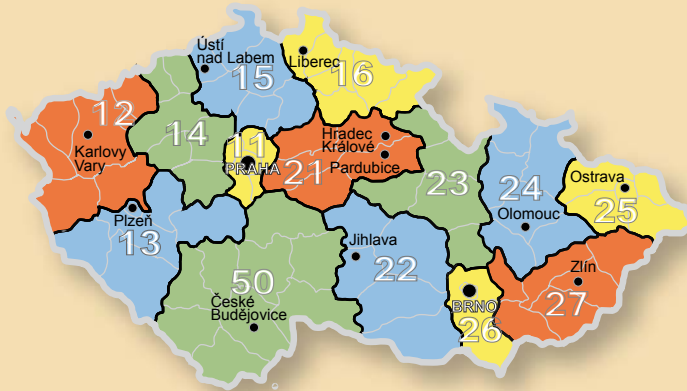 Ústí
nad Labem
15
Liberec
16
12
Karlovy
Vary
14
11
PRAHA
Hradec
Králové
Pardubice
21
23
24
Olomouc
Ostrava
25
Plzeň
13
50
České
Budějovice
Jihlava
22
BRNO
26
Zlín
27